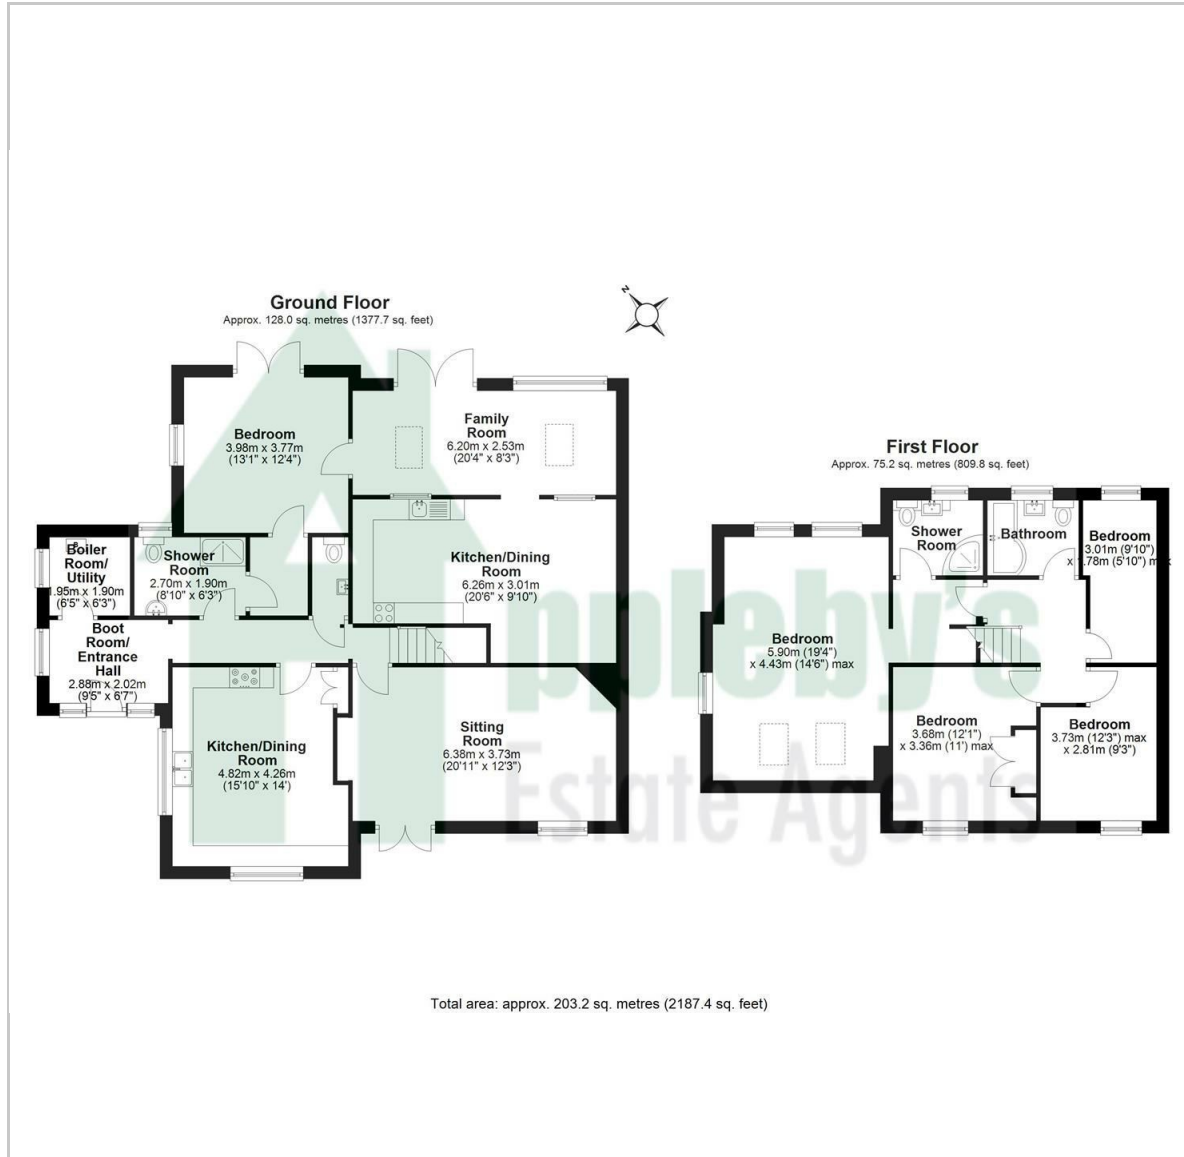 Ground Floor
Approx. 128.0 sq. metres (1377.7 sq. feet)
N
Bedroom
3.98m x 3.77m
(13'1" x 12'4")
Family
Room
6.20m x 2.53m
(20'4" x 8'3")
Boiler
Room/
Utility
1.95m x 1.90m
(6'5" x 6'3")
Shower
Room
2.70m x 1.90m
(8'10" x 6'3")
Kitchen/Dining
Room
6.26m x 3.01m
(20'6" x 9'10")
Boot
Room/
Entrance
Hall
2.88m x 2.02m
(9'5" x 6'7")
Kitchen/Dining
Room
4.82m x 4.26m
(15'10" x 14')
Sitting
Room
6.38m x 3.73m
(20'11" x 12'3")
First Floor
Approx. 75.2 sq. metres (809.8 sq. feet)
Shower
Room
Bathroom
Bedroom
3.01m (9'10")
x 1.78m (5'10") max
Bedroom
5.90m (19'4")
x 4.43m (14'6") max
Bedroom
3.68m (12'1")
x 3.36m (11') max
Bedroom
3.73m (12'3") max
x 2.81m (9'3")
ppleby's
Estate Agents
Total area: approx. 203.2 sq. metres (2187.4 sq. feet)